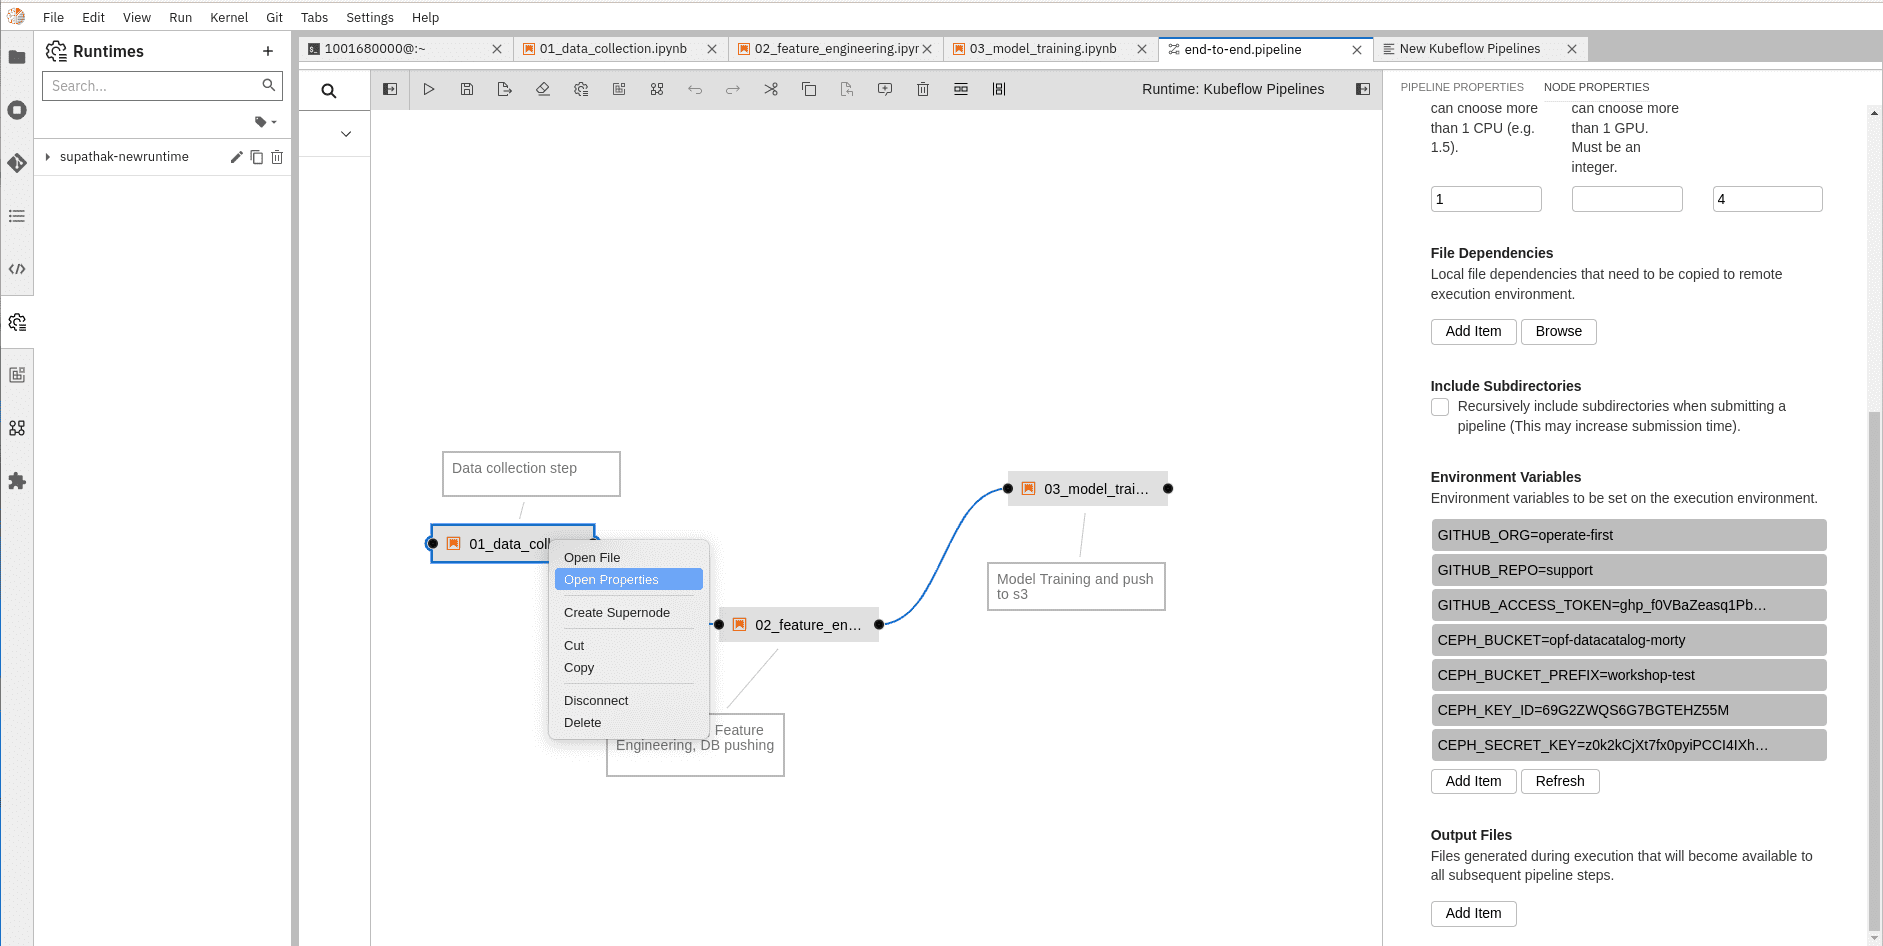 File Edit View Run Kernel Git Tabs Settings Help
Runtimes
Search...
supathak-newruntime
1001680000@:~
01_data_collection.ipynb
02_feature_engineering.ipyr
03_model_training.ipynb
end-to-end.pipeline
New Kubeflow Pipelines
Runtime: Kubeflow Pipelines
Data collection step
01_data_coll
Open File
Open Properties
Create Supernode
Cut
Copy
Disconnect
Delete
02_feature_en...
Feature
Engineering, DB pushing
03_model_trai...
Model Training and push
to s3
PIPELINE PROPERTIES NODE PROPERTIES
can choose more
than 1 CPU (e.g.
1.5).
can choose more
than 1 GPU.
Must be an
integer.
1
4
File Dependencies
Local file dependencies that need to be copied to remote
execution environment.
Add Item Browse
Include Subdirectories
Recursively include subdirectories when submitting a
pipeline (This may increase submission time).
Environment Variables
Environment variables to be set on the execution environment.
GITHUB_ORG=operate-first
GITHUB_REPO=support
GITHUB_ACCESS_TOKEN=ghp_f0VBaZeasq1Pb...
CEPH_BUCKET=opf-datacatalog-morty
CEPH_BUCKET_PREFIX=workshop-test
CEPH_KEY_ID=69G2ZWQS6G7BGTEHZ55M
CEPH_SECRET_KEY=z0k2kCjXt7fx0pyiPCCI4IXh...
Add Item Refresh
Output Files
Files generated during execution that will become available to
all subsequent pipeline steps.
Add Item